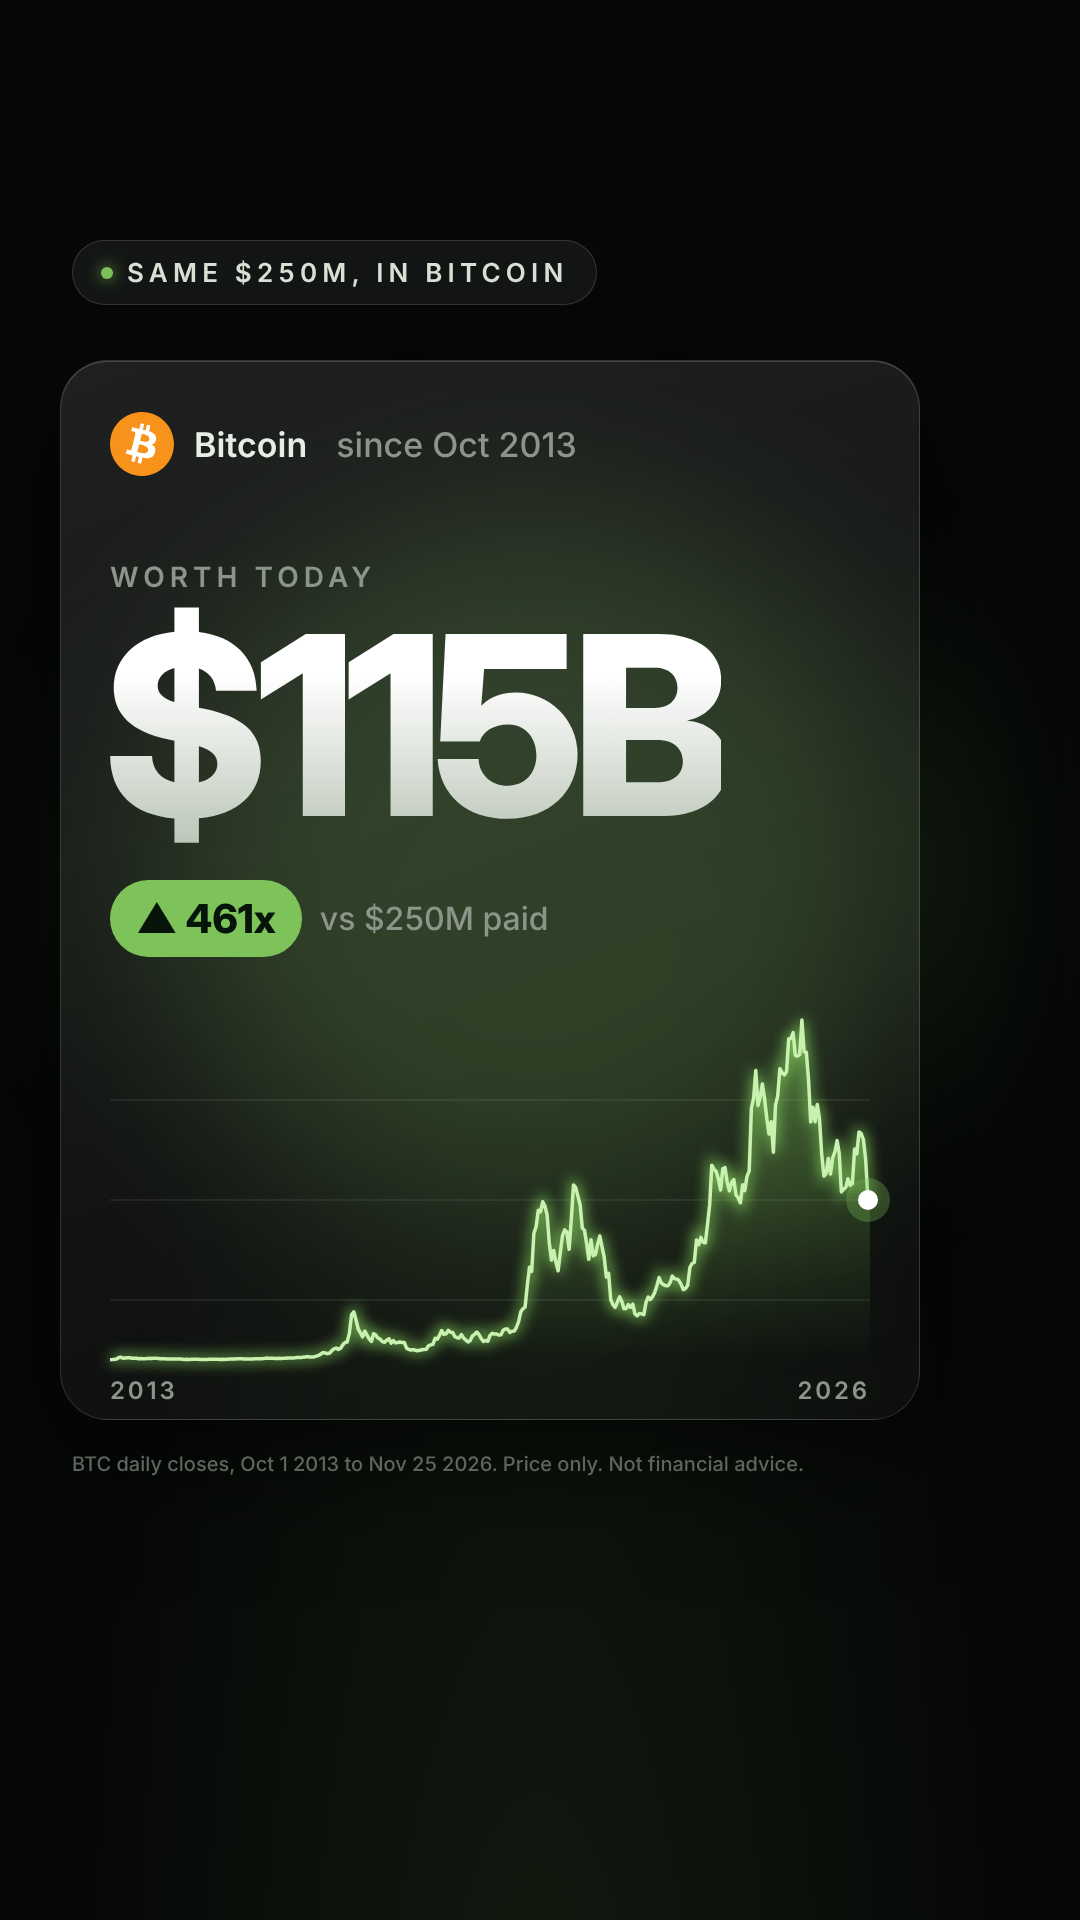 SAME $250M, IN BITCOIN
Bitcoin since Oct 2013
WORTH TODAY
$115B
▲ 461x vs $250M paid
2013 2026
BTC daily closes, Oct 1 2013 to Nov 25 2026. Price only. Not financial advice.